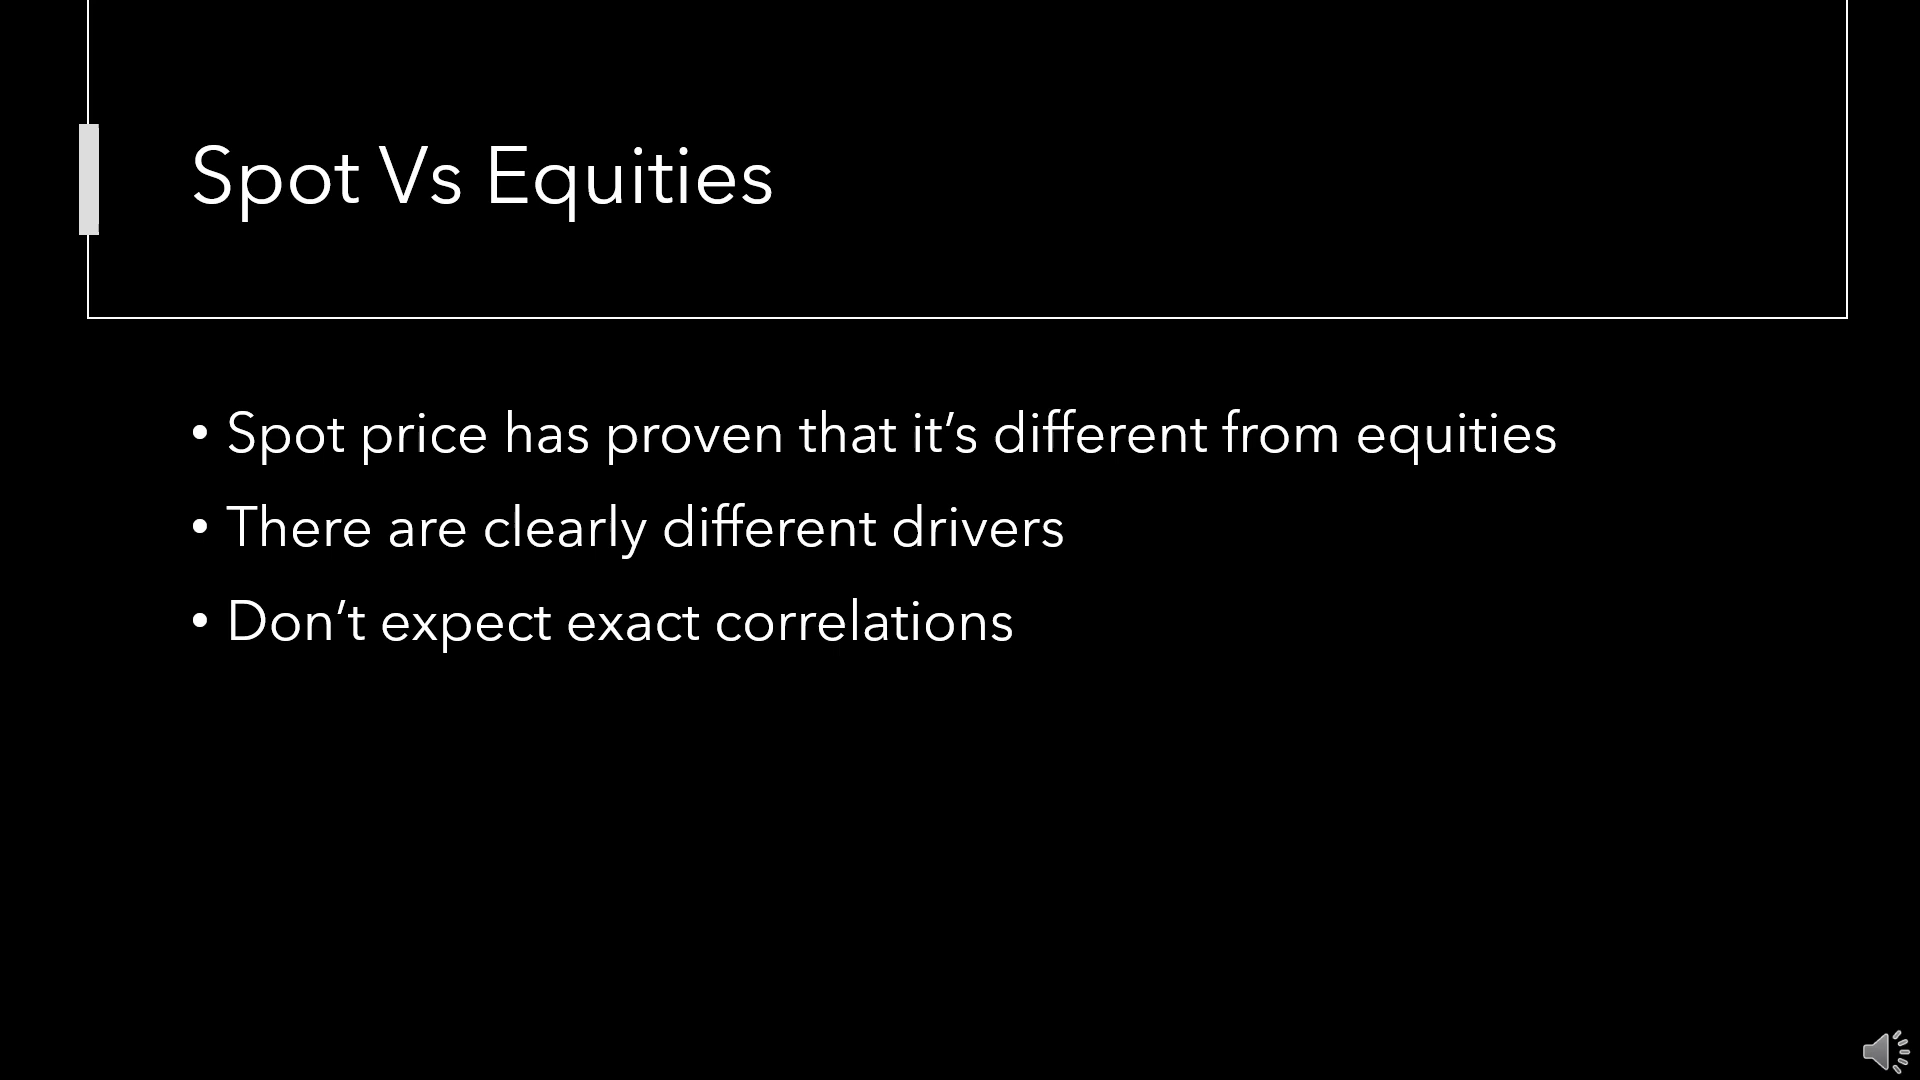 Spot Vs Equities
• Spot price has proven that it’s different from equities
• There are clearly different drivers
• Don’t expect exact correlations